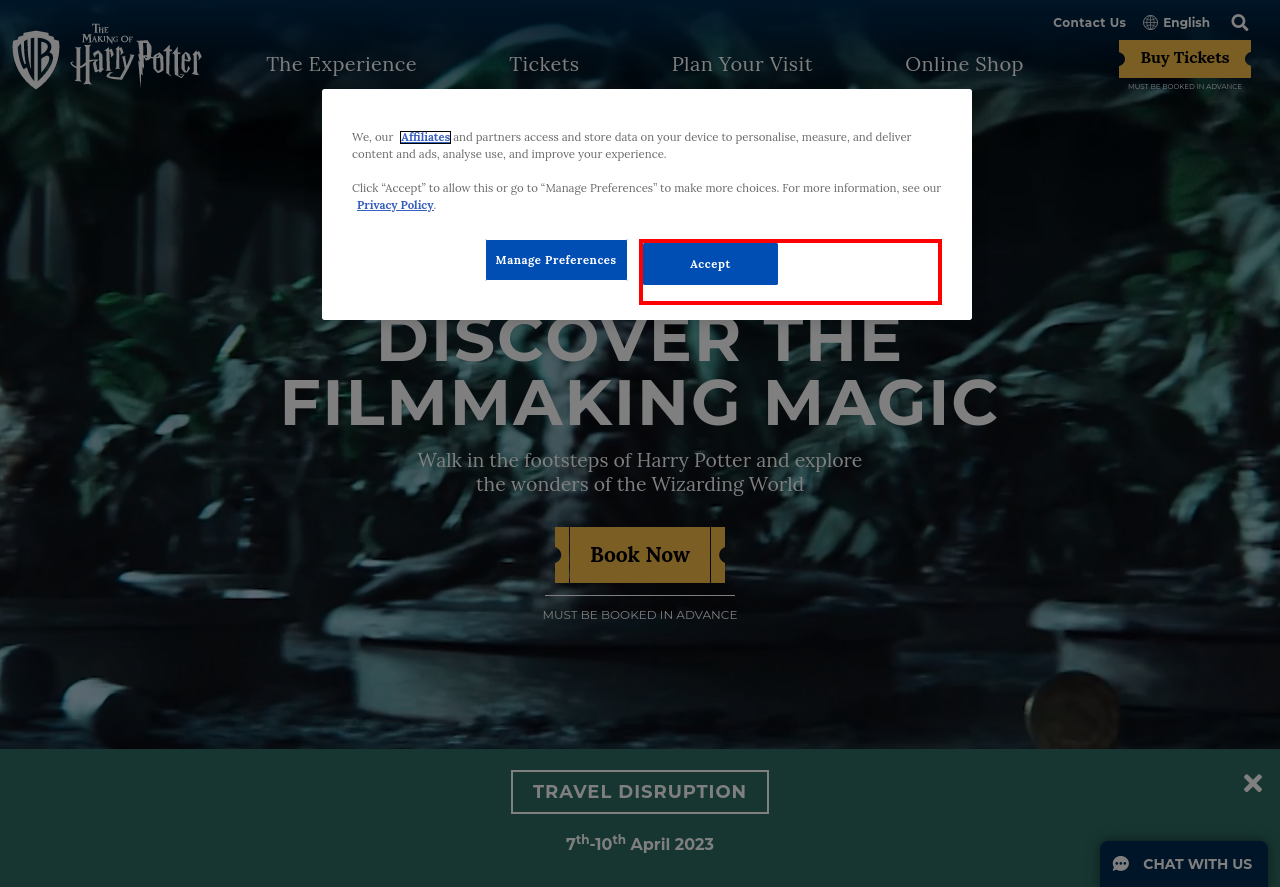 Contact Us
English
WB
The
Making of
Harry Potter
The Experience
Tickets
Plan Your Visit
Online Shop
Buy Tickets
MUST BE BOOKED IN ADVANCE
We, our Affiliates and partners access and store data on your device to personalise, measure, and deliver
content and ads, analyse use, and improve your experience.
Click “Accept” to allow this or go to “Manage Preferences” to make more choices. For more information, see our
Privacy Policy.
Manage Preferences
Accept
DISCOVER THE
FILMMAKING MAGIC
Walk in the footsteps of Harry Potter and explore
the wonders of the Wizarding World
Book Now
MUST BE BOOKED IN ADVANCE
TRAVEL DISRUPTION
7th-10th April 2023
CHAT WITH US